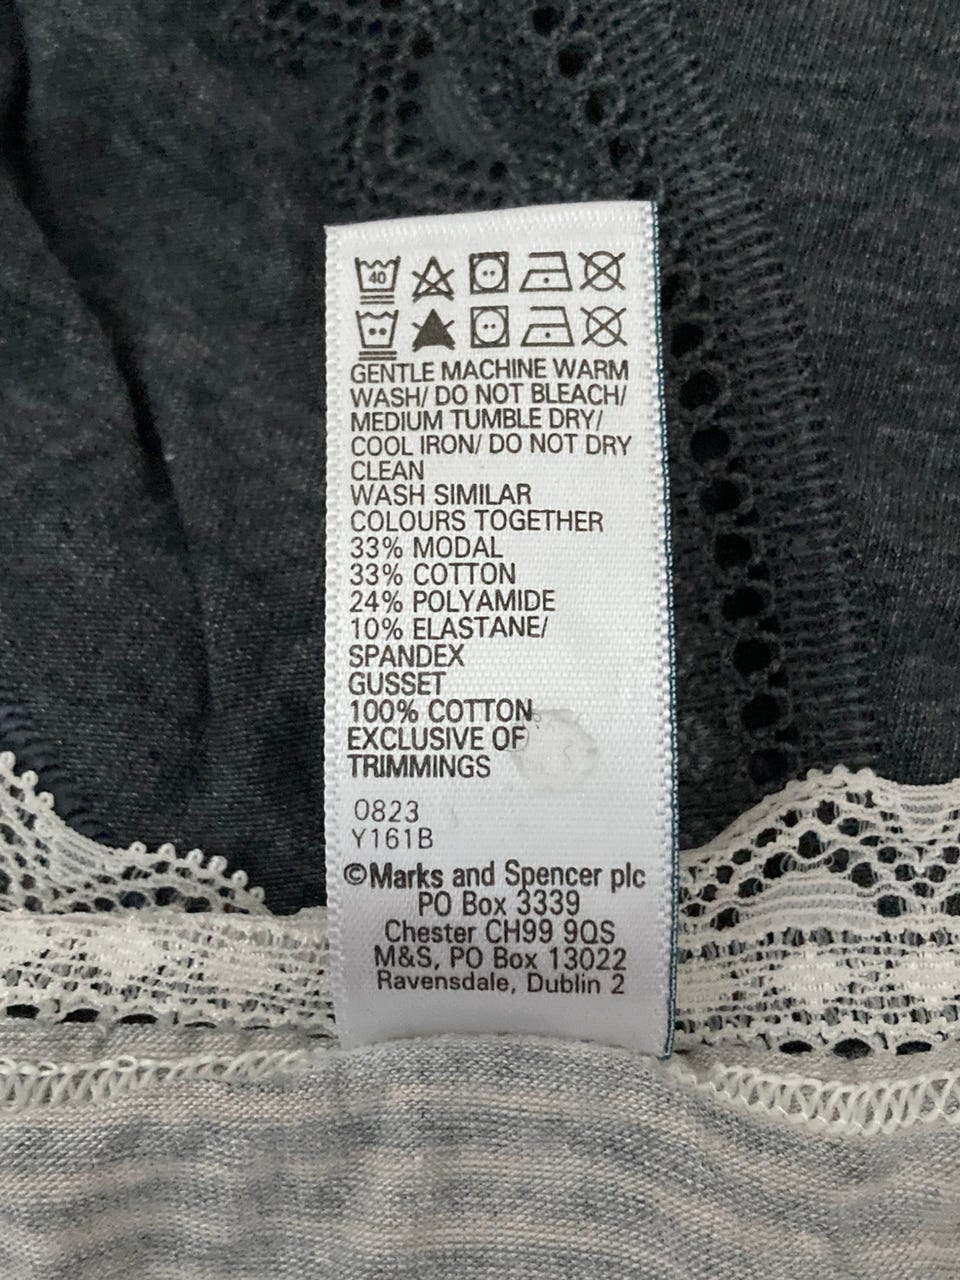 40
GENTLE MACHINE WARM
WASH/ DO NOT BLEACH/
MEDIUM TUMBLE DRY/
COOL IRON/ DO NOT DRY
CLEAN
WASH SIMILAR
COLOURS TOGETHER
33% MODAL
33% COTTON
24% POLYAMIDE
10% ELASTANE/
SPANDEX
GUSSET
100% COTTON
EXCLUSIVE OF
TRIMMINGS
0823
Y161B
©Marks and Spencer plc
PO Box 3339
Chester CH99 9QS
M&S, PO Box 13022
Ravensdale, Dublin 2